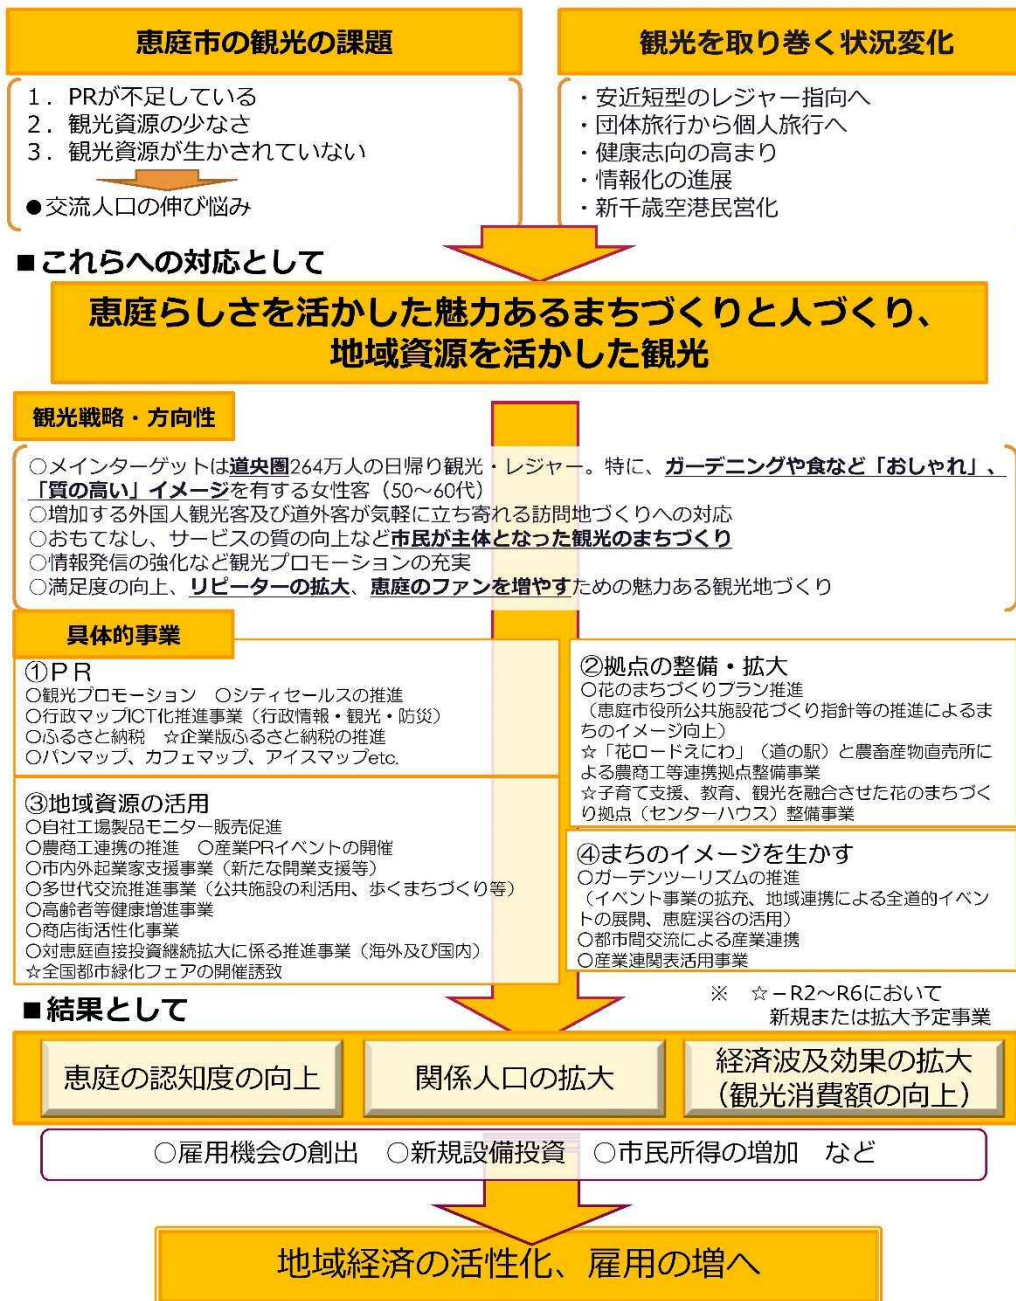 恵庭市の観光の課題
1．PRが不足している
2．観光資源の少なさ
3．観光資源が生かされていない
●交流人口の伸び悩み
観光を取り巻く状況変化
・安近短型のレジャー指向へ
・団体旅行から個人旅行へ
・健康志向の高まり
・情報化の進展
・新千歳空港民営化
■これらへの対応として
恵庭らしさを活かした魅力あるまちづくりと人づくり、
地域資源を活かした観光
観光戦略・方向性
○メインターゲットは道央圏264万人の日帰り観光・レジャー。特に、ガーデニングや食など「おしゃれ」、
「質の高い」イメージを有する女性客（50～60代）
○増加する外国人観光客及び道外客が気軽に立ち寄れる訪問地づくりへの対応
○おもてなし、サービスの質の向上など市民が主体となった観光のまちづくり
○情報発信の強化など観光プロモーションの充実
○満足度の向上、リピーターの拡大、恵庭のファンを増やすための魅力ある観光地づくり
具体的事業
①PR
○観光プロモーション　○シティセールスの推進
○行政マップICT化推進事業（行政情報・観光・防災）
○ふるさと納税　☆企業版ふるさと納税の推進
○パンマップ、カフェマップ、アイスマップetc.
②拠点の整備・拡大
○花のまちづくりプラン推進
（恵庭市役所公共施設花づくり指針等の推進によるま
ちのイメージ向上）
☆「花ロードえにわ」（道の駅）と農畜産物直売所に
よる農商工等連携拠点整備事業
☆子育て支援、教育、観光を融合させた花のまちづく
り拠点（センターハウス）整備事業
③地域資源の活用
○自社工場製品モニター販売促進
○農商工連携の推進　○産業PRイベントの開催
○市内外起業家支援事業（新たな開業支援等）
○多世代交流推進事業（公共施設の利活用、歩くまちづくり等）
○高齢者等健康増進事業
○商店街活性化事業
○対恵庭直接投資継続拡大に係る推進事業（海外及び国内）
☆全国都市緑化フェアの開催誘致
④まちのイメージを生かす
○ガーデンツーリズムの推進
（イベント事業の拡充、地域連携による全道的イベン
トの展開、恵庭渓谷の活用）
○都市間交流による産業連携
○産業連関表活用事業
※　☆－R2～R6において
新規または拡大予定事業
■結果として
恵庭の認知度の向上
関係人口の拡大
経済波及効果の拡大
（観光消費額の向上）
○雇用機会の創出　○新規設備投資　○市民所得の増加　など
地域経済の活性化、雇用の増へ